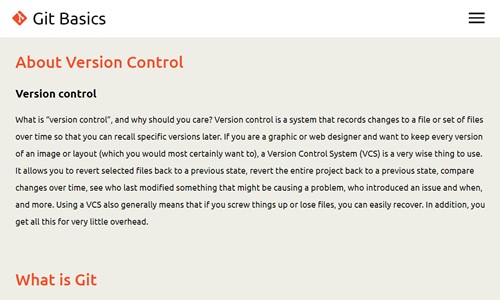 Git Basics
About Version Control
Version control
What is "version control", and why should you care? Version control is a system that records changes to a file or set of files
over time so that you can recall specific versions later. If you are a graphic or web designer and want to keep every version
of an image or layout (which you would most certainly want to), a Version Control System (VCS) is a very wise thing to use.
It allows you to revert selected files back to a previous state, revert the entire project back to a previous state, compare
changes over time, see who last modified something that might be causing a problem, who introduced an issue and when,
and more. Using a VCS also generally means that if you screw things up or lose files, you can easily recover. In addition, you
get all this for very little overhead.
What is Git